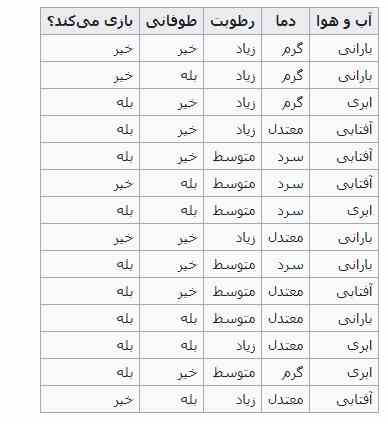 آب و هوا دما رطوبت طوفانی بازی می‌کند؟
بارانی گرم زیاد خیر خیر
بارانی گرم زیاد بله خیر
ابری گرم زیاد خیر بله
آفتابی معتدل زیاد خیر بله
آفتابی سرد متوسط خیر بله
آفتابی سرد متوسط بله خیر
ابری سرد متوسط بله بله
بارانی معتدل زیاد خیر خیر
بارانی سرد متوسط خیر بله
آفتابی معتدل متوسط خیر بله
بارانی معتدل متوسط بله بله
ابری معتدل زیاد بله بله
ابری گرم متوسط خیر بله
آفتابی معتدل زیاد بله خیر